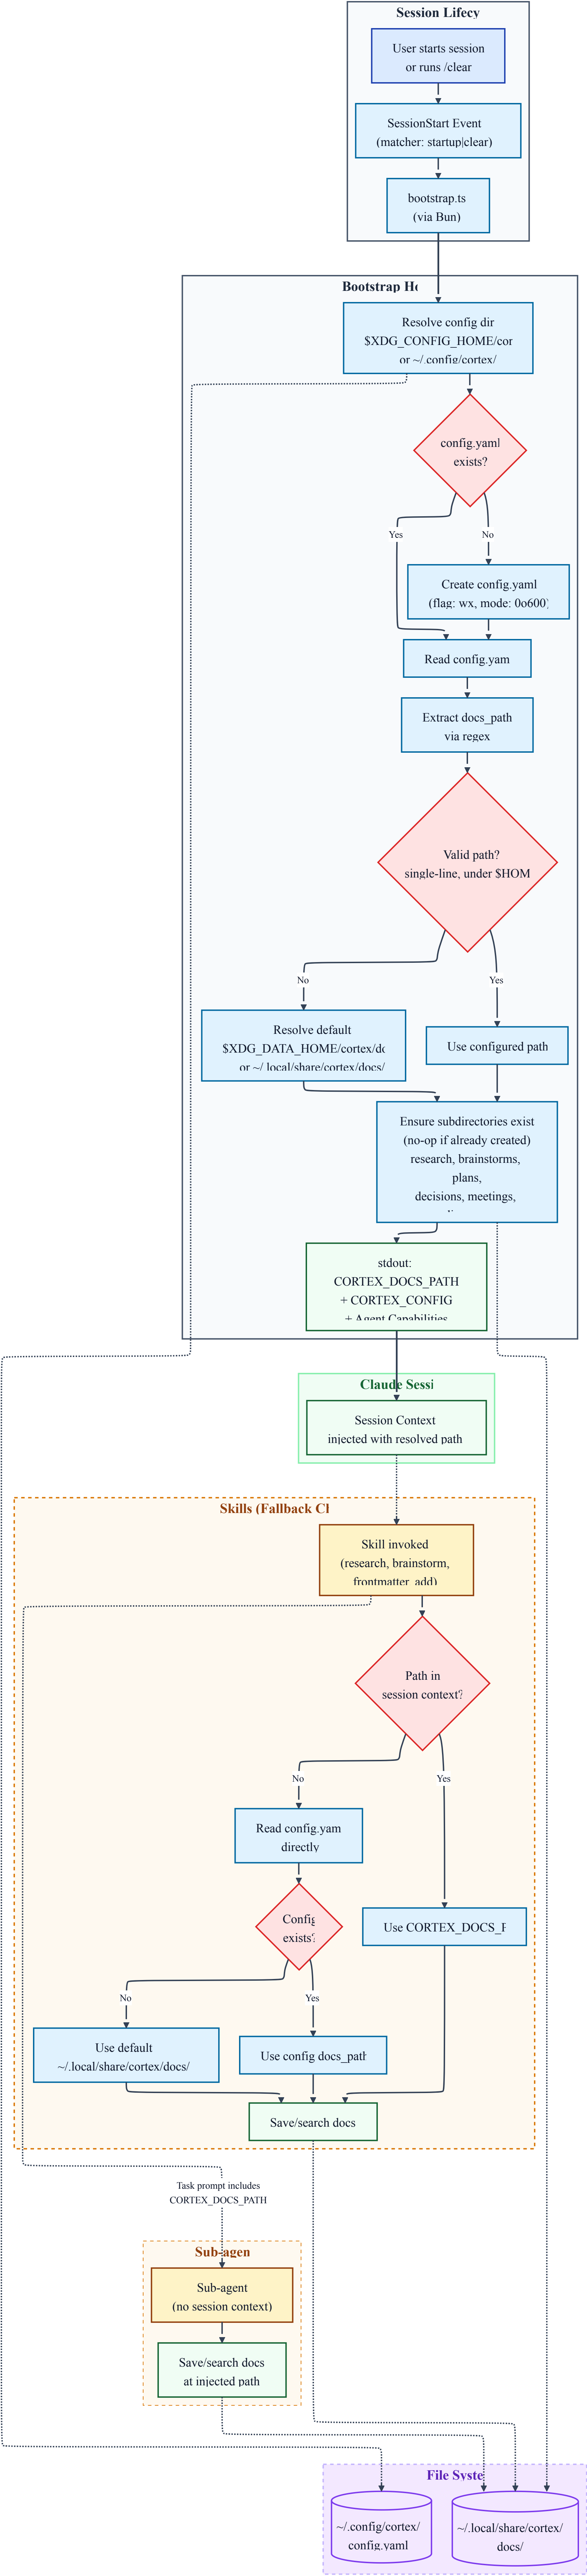 Session Lifecy
User starts session
or runs /clear
SessionStart Event
(matcher: startup|clear)
bootstrap.ts
(via Bun)
Bootstrap Ho
Resolve config dir
$XDG_CONFIG_HOME/cor
or ~/.config/cortex/
config.yaml
exists?
Yes
No
Create config.yaml
(flag: wx, mode: 0o600)
Read config.yam
Extract docs_path
via regex
Valid path?
single-line, under $HOM
No
Yes
Resolve default
$XDG_DATA_HOME/cortex/do
or ~/.local/share/cortex/docs/
Use configured path
Ensure subdirectories exist
(no-op if already created)
research, brainstorms,
plans,
decisions, meetings,
stdout:
CORTEX_DOCS_PATH
+ CORTEX_CONFIG
+ Agent Capabilities
Claude Sessi
Session Context
injected with resolved path
Skills (Fallback Cl
Skill invoked
(research, brainstorm,
frontmatter, add)
Path in
session context?
No
Yes
Read config.yam
directly
Config
exists?
Use CORTEX_DOCS_P
No
Yes
Use default
~/.local/share/cortex/docs/
Use config docs_path
Save/search docs
Task prompt includes
CORTEX_DOCS_PATH
Sub-agen
Sub-agent
(no session context)
Save/search docs
at injected path
File Syste
~/.config/cortex/
config.yaml
~/.local/share/cortex/
docs/